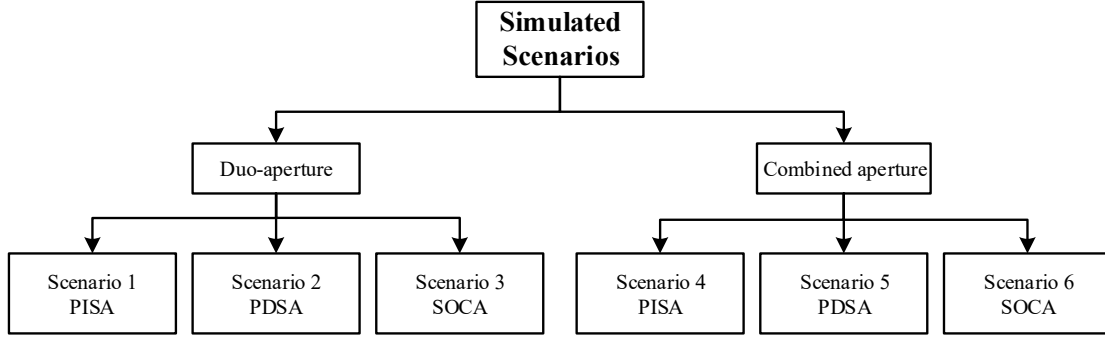 Simulated
Scenarios
Duo-aperture
Combined aperture
Scenario 1
PISA
Scenario 2
PDSA
Scenario 3
SOCA
Scenario 4
PISA
Scenario 5
PDSA
Scenario 6
SOCA